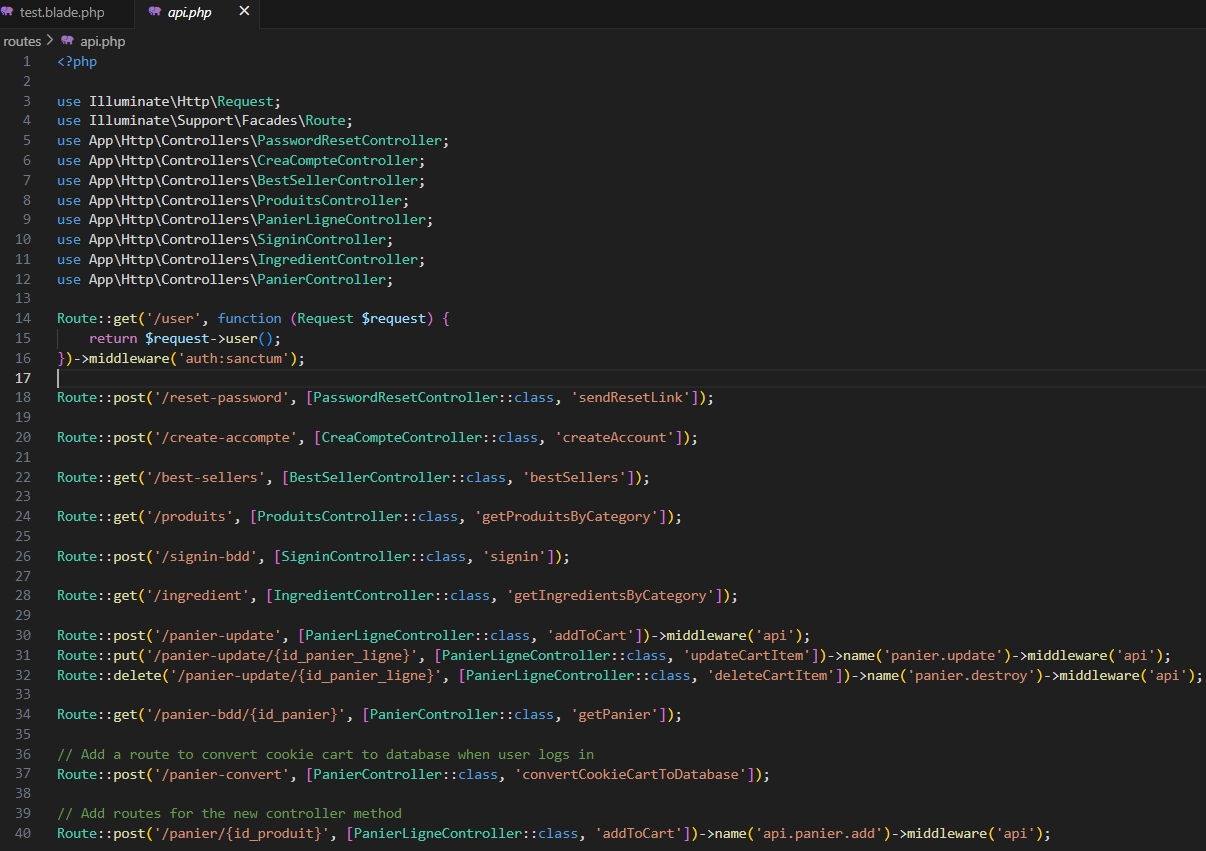 test.blade.php
api.php
routes > api.php
1 <?php
2
3 use Illuminate\Http\Request;
4 use Illuminate\Support\Facades\Route;
5 use App\Http\Controllers\PasswordResetController;
6 use App\Http\Controllers\CreaCompteController;
7 use App\Http\Controllers\BestSellerController;
8 use App\Http\Controllers\ProduitsController;
9 use App\Http\Controllers\PanierLigneController;
10 use App\Http\Controllers\SigninController;
11 use App\Http\Controllers\IngredientController;
12 use App\Http\Controllers\PanierController;
13
14 Route::get('/user', function (Request $request) {
15     return $request->user();
16 })->middleware('auth:sanctum');
17
18 Route::post('/reset-password', [PasswordResetController::class, 'sendResetLink']);
19
20 Route::post('/create-accompte', [CreaCompteController::class, 'createAccount']);
21
22 Route::get('/best-sellers', [BestSellerController::class, 'bestSellers']);
23
24 Route::get('/produits', [ProduitsController::class, 'getProduitsByCategory']);
25
26 Route::post('/signin-bdd', [SigninController::class, 'signin']);
27
28 Route::get('/ingredient', [IngredientController::class, 'getIngredientsByCategory']);
29
30 Route::post('/panier-update', [PanierLigneController::class, 'addToCart'])->middleware('api');
31 Route::put('/panier-update/{id_panier_ligne}', [PanierLigneController::class, 'updateCartItem'])->name('panier.update')->middleware('api');
32 Route::delete('/panier-update/{id_panier_ligne}', [PanierLigneController::class, 'deleteCartItem'])->name('panier.destroy')->middleware('api');
33
34 Route::get('/panier-bdd/{id_panier}', [PanierController::class, 'getPanier']);
35
36 // Add a route to convert cookie cart to database when user logs in
37 Route::post('/panier-convert', [PanierController::class, 'convertCookieCartToDatabase']);
38
39 // Add routes for the new controller method
40 Route::post('/panier/{id_produit}', [PanierLigneController::class, 'addToCart'])->name('api.panier.add')->middleware('api');